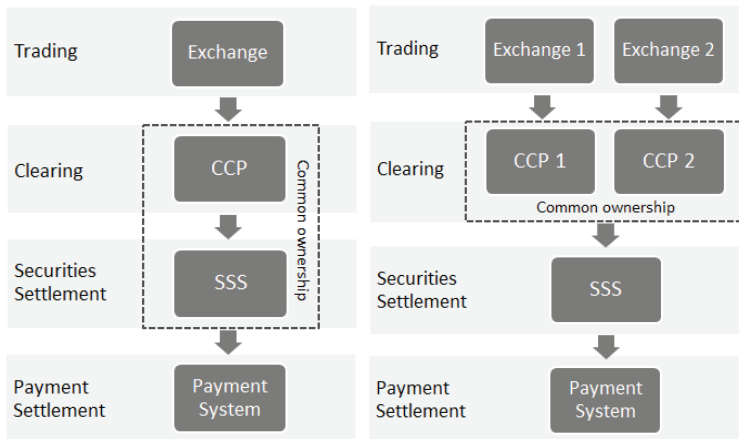 Trading
Exchange
Clearing
CCP
Common ownership
Securities
Settlement
SSS
Payment
Settlement
Payment
System
Trading
Exchange 1
Exchange 2
Clearing
CCP 1
CCP 2
Common ownership
Securities
Settlement
SSS
Payment
Settlement
Payment
System